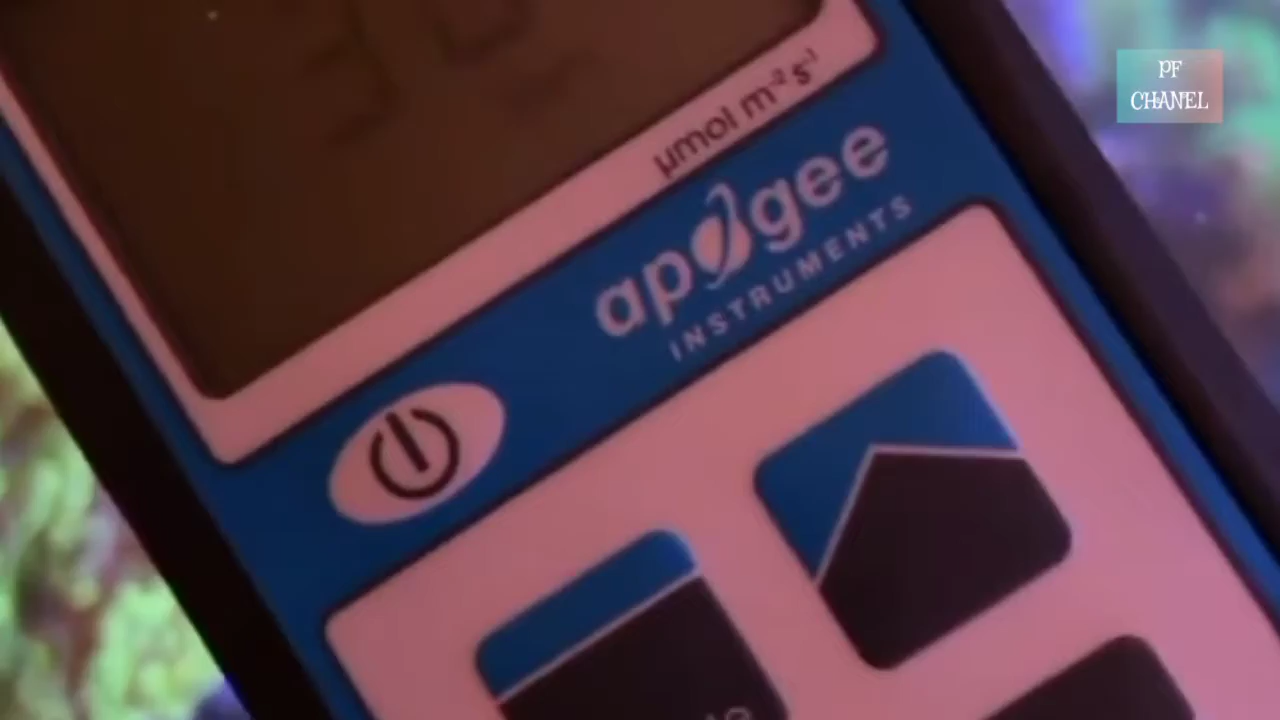 PF
CHANEL
µmol m⁻² s⁻¹
apogee
INSTRUMENTS